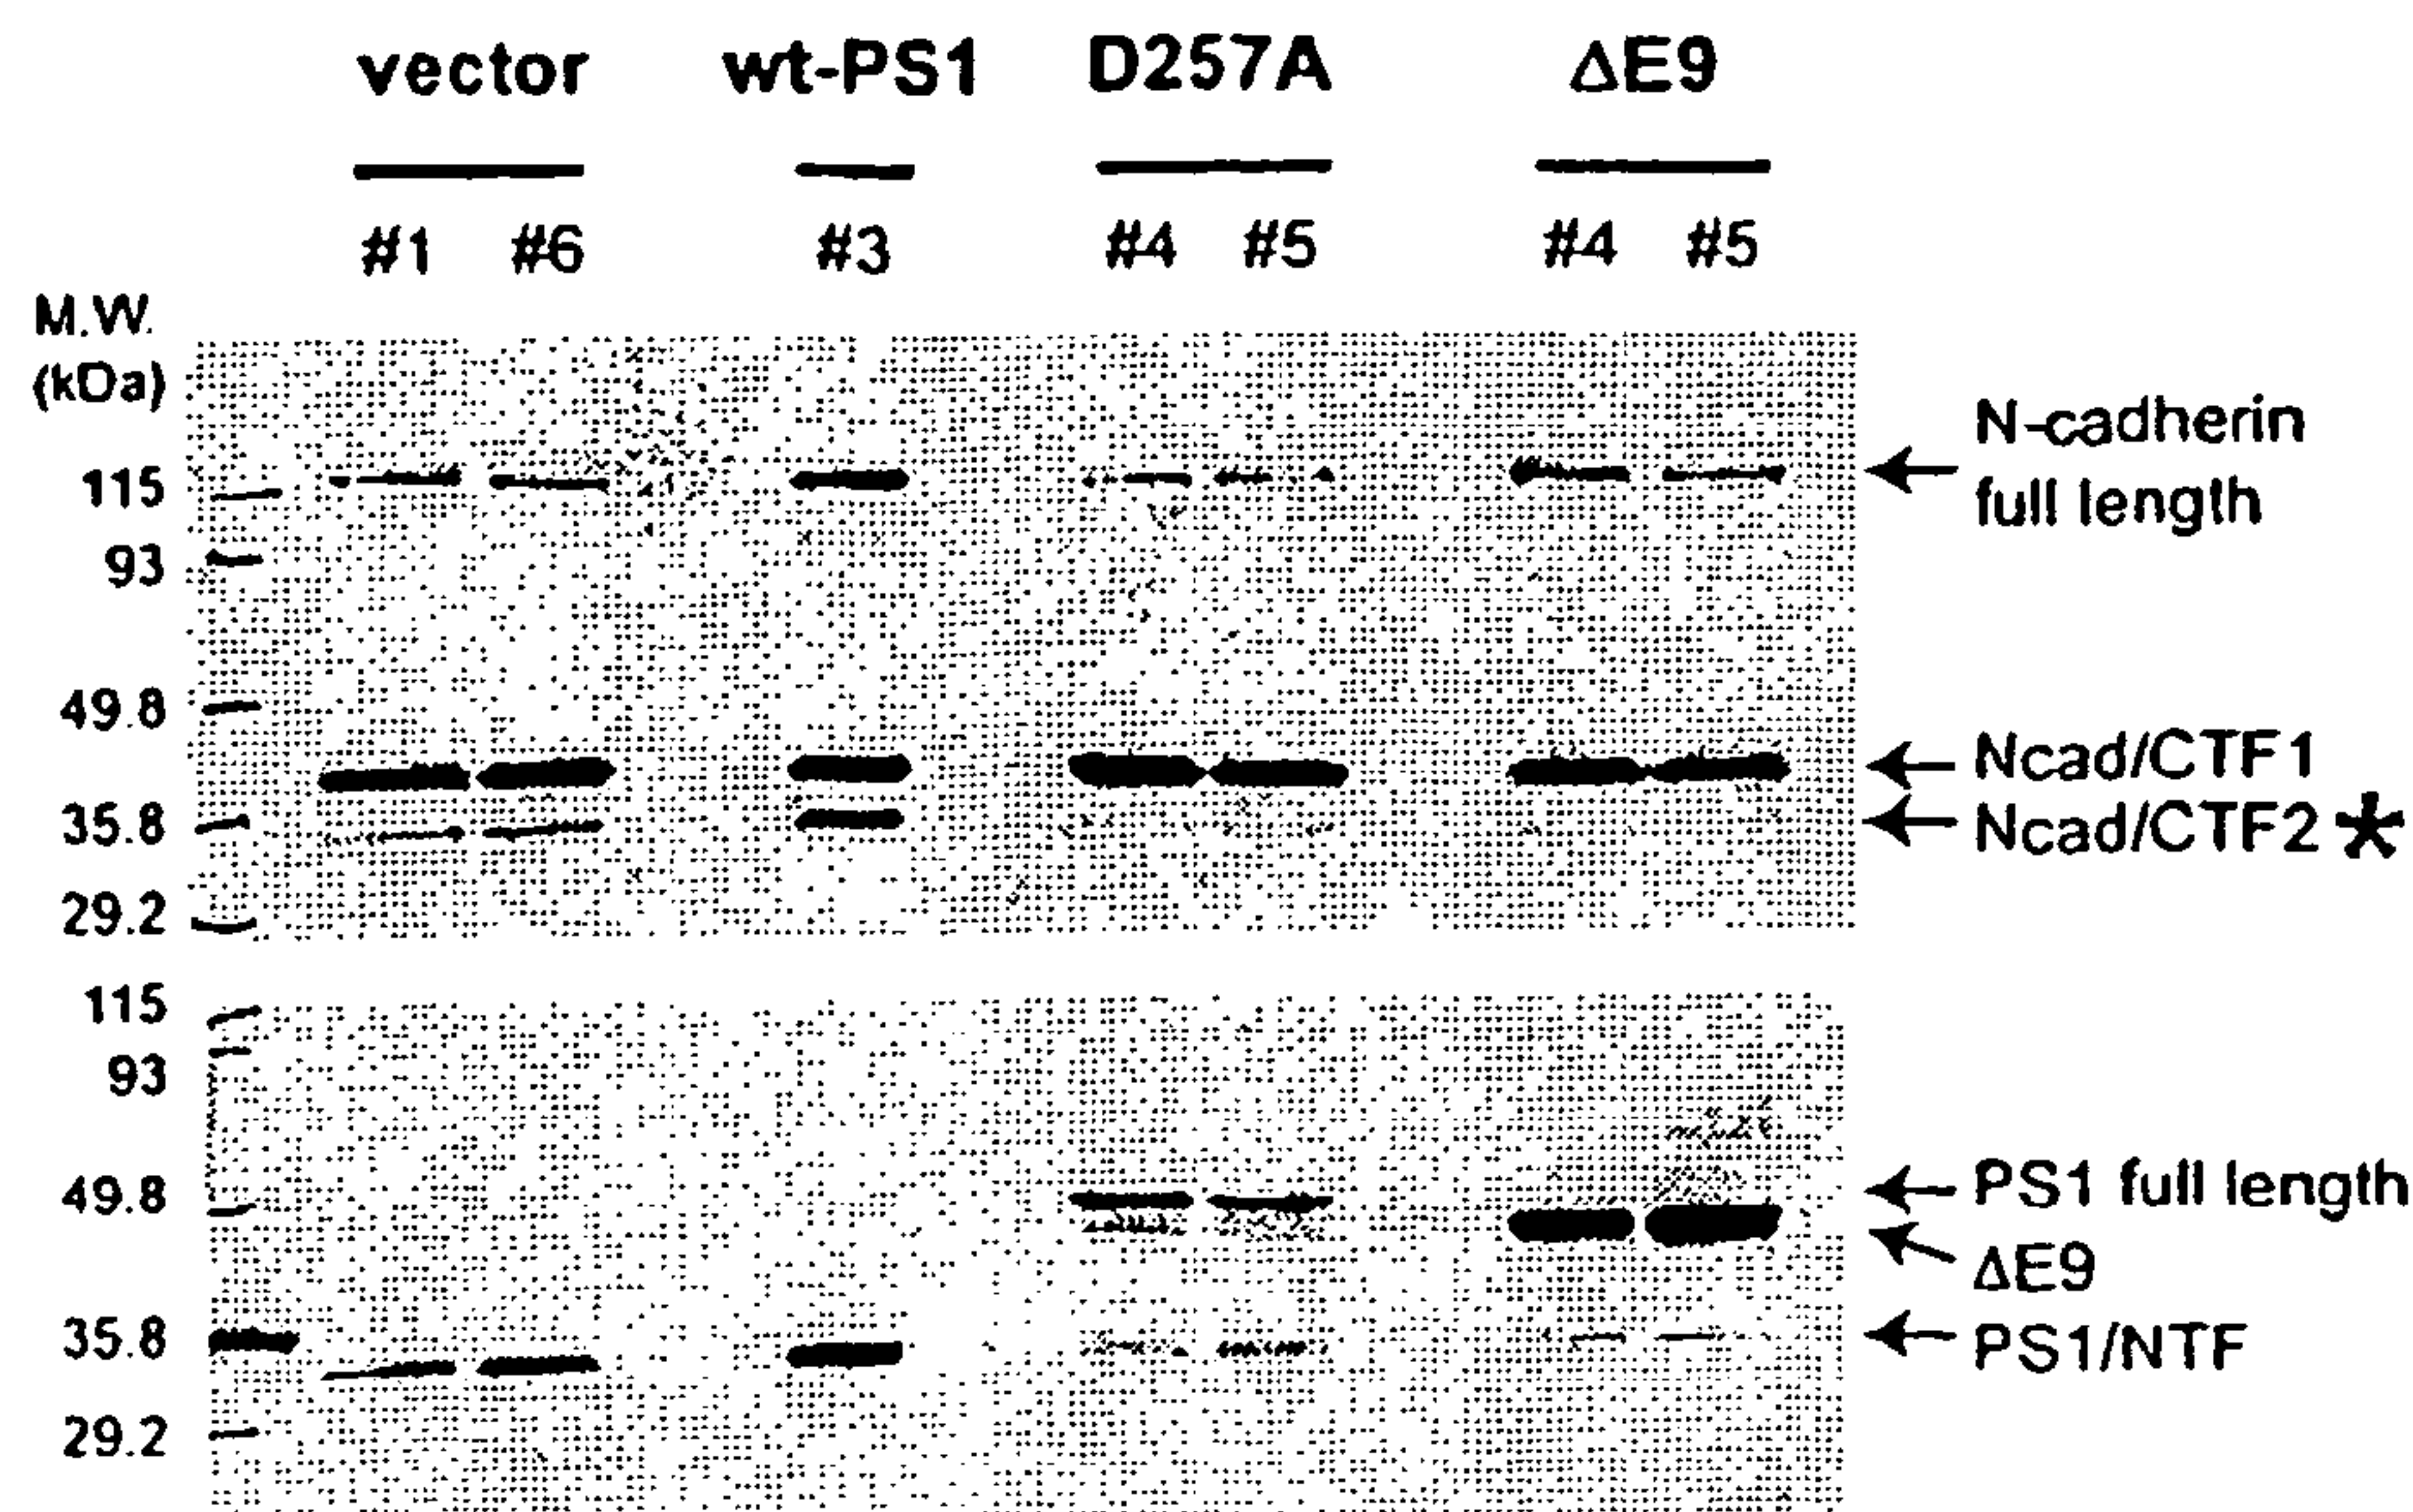 vector wt-PS1 D257A ΔE9
#1 #6 #3 #4 #5 #4 #5
M.W.
(kDa)
115
93
49.8
35.8
29.2
N-cadherin
full length
Ncad/CTF1
Ncad/CTF2 *
115
93
49.8
35.8
29.2
PS1 full length
ΔE9
PS1/NTF